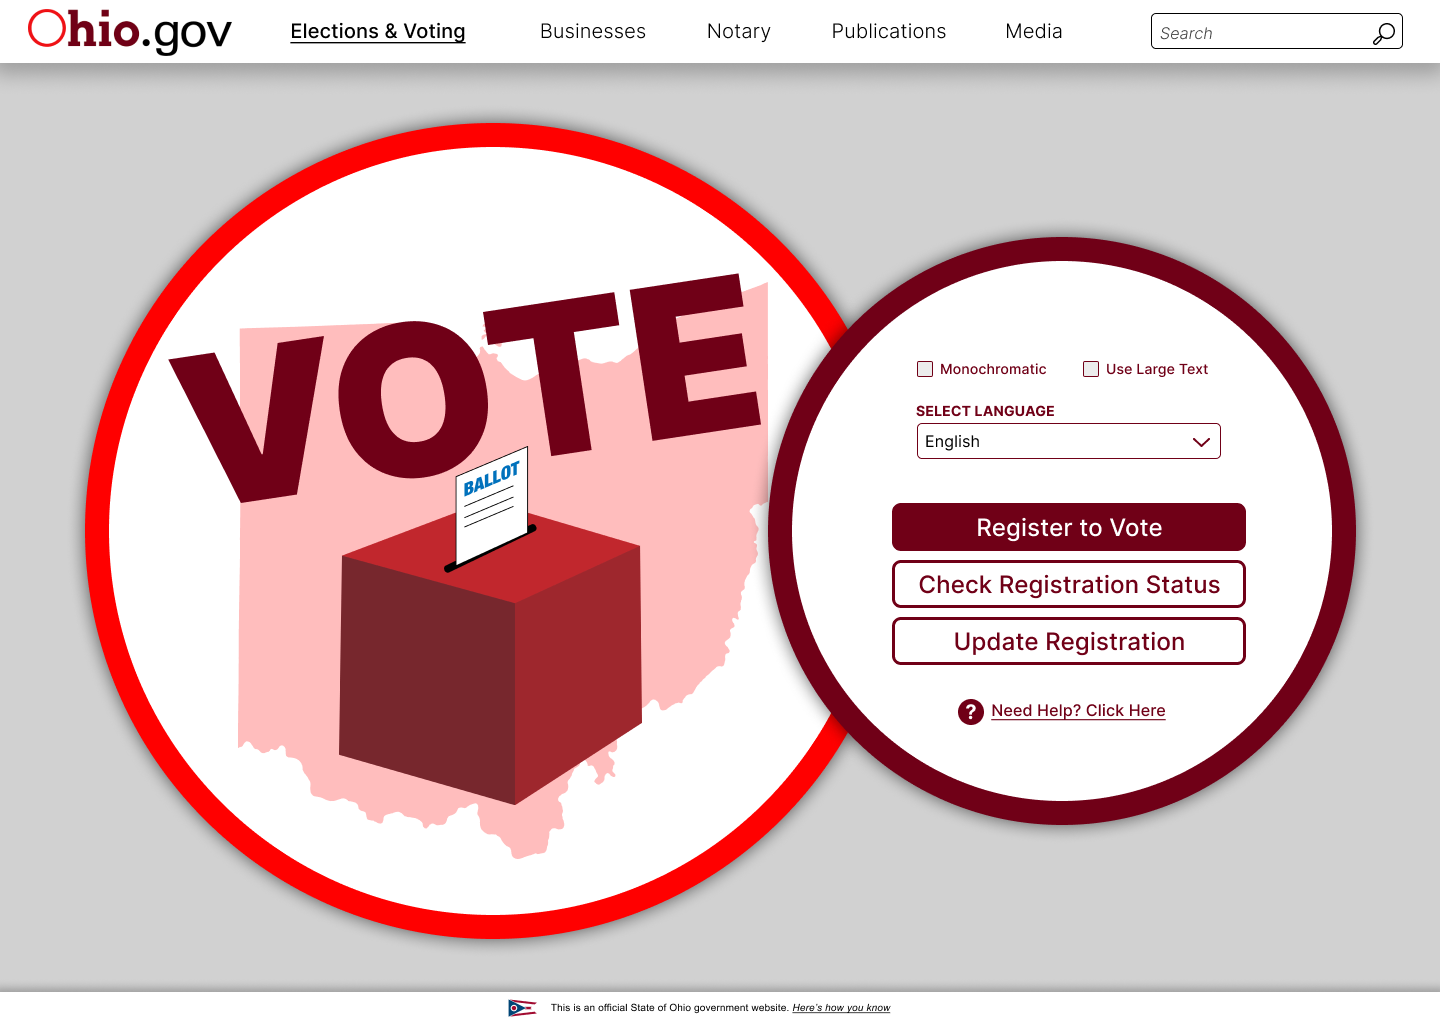 Ohio.gov
Elections & Voting
Businesses
Notary
Publications
Media
Search
VOTE
BALLOT
Monochromatic
Use Large Text
SELECT LANGUAGE
English
Register to Vote
Check Registration Status
Update Registration
? Need Help? Click Here
This is an official State of Ohio government website. Here's how you know